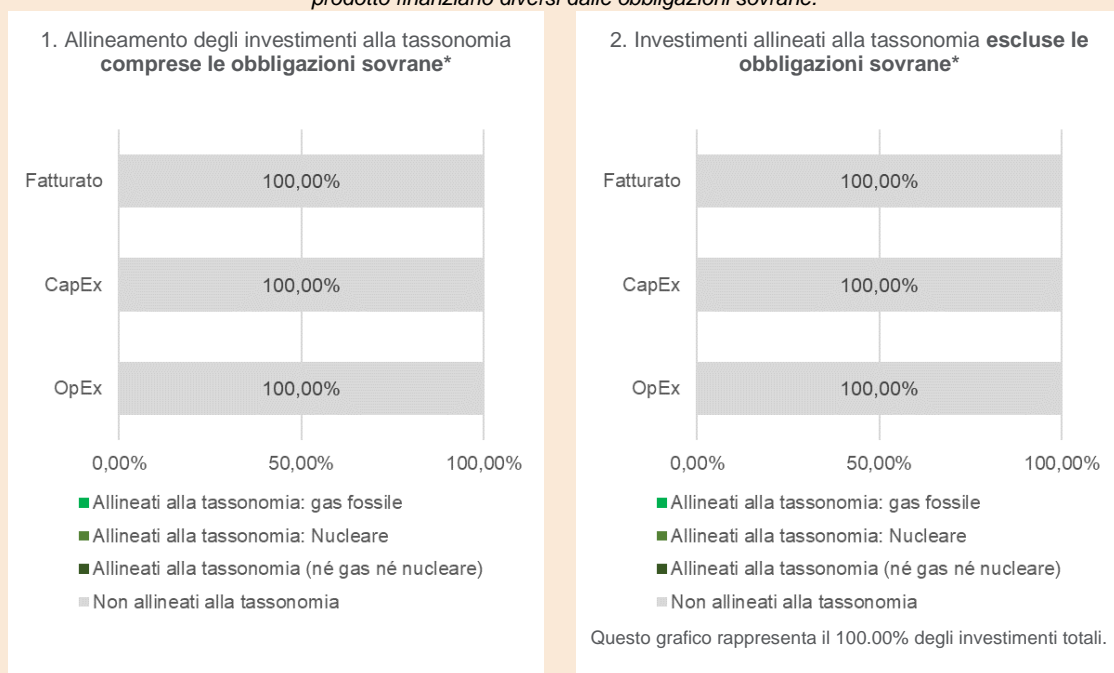 prodotto finanziario diversi dalle obbligazioni sovrane.
1. Allineamento degli investimenti alla tassonomia
comprese le obbligazioni sovrane*
Fatturato
100,00%
CapEx
100,00%
OpEx
100,00%
0,00% 50,00% 100,00%
Allineati alla tassonomia: gas fossile
Allineati alla tassonomia: Nucleare
Allineati alla tassonomia (né gas né nucleare)
Non allineati alla tassonomia
2. Investimenti allineati alla tassonomia escluse le
obbligazioni sovrane*
Fatturato
100,00%
CapEx
100,00%
OpEx
100,00%
0,00% 50,00% 100,00%
Allineati alla tassonomia: gas fossile
Allineati alla tassonomia: Nucleare
Allineati alla tassonomia (né gas né nucleare)
Non allineati alla tassonomia
Questo grafico rappresenta il 100.00% degli investimenti totali.